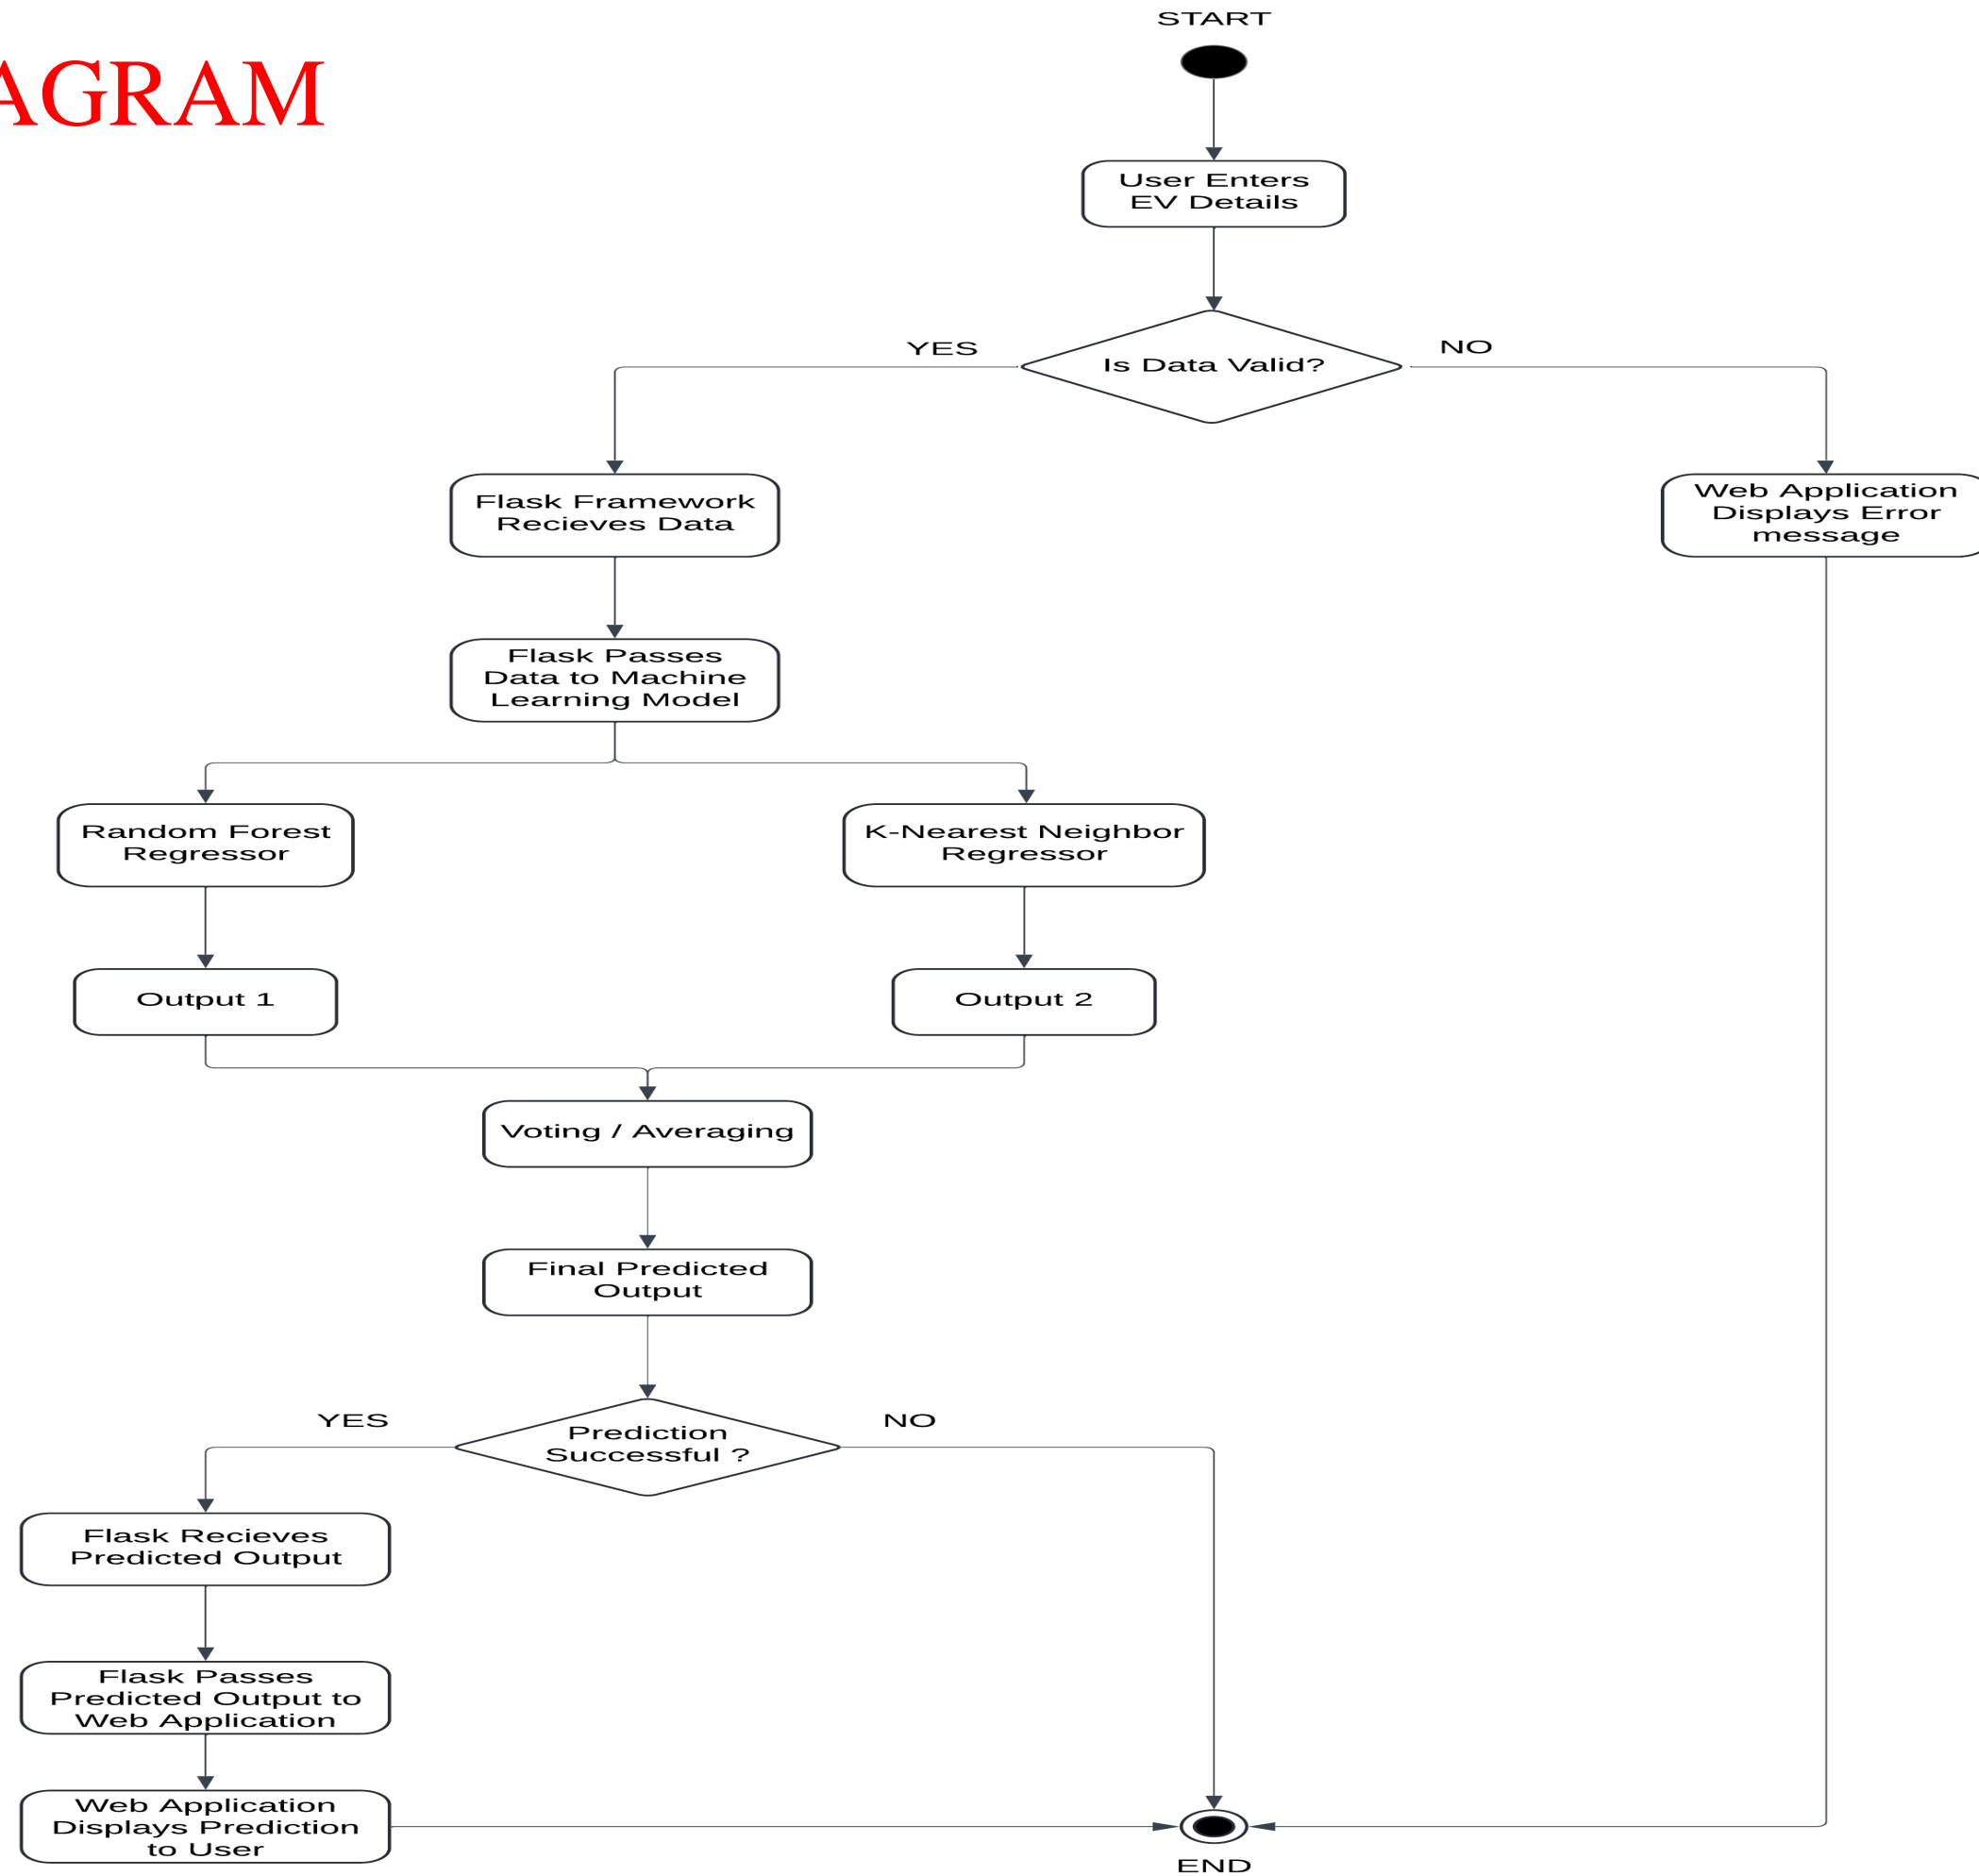 START
AGRAM
User Enters
EV Details
YES
NO
Is Data Valid?
Flask Framework
Recieves Data
Web Application
Displays Error
message
Flask Passes
Data to Machine
Learning Model
Random Forest
Regressor
K-Nearest Neighbor
Regressor
Output 1
Output 2
Voting / Averaging
Final Predicted
Output
YES
NO
Prediction
Successful ?
Flask Recieves
Predicted Output
Flask Passes
Predicted Output to
Web Application
Web Application
Displays Prediction
to User
END